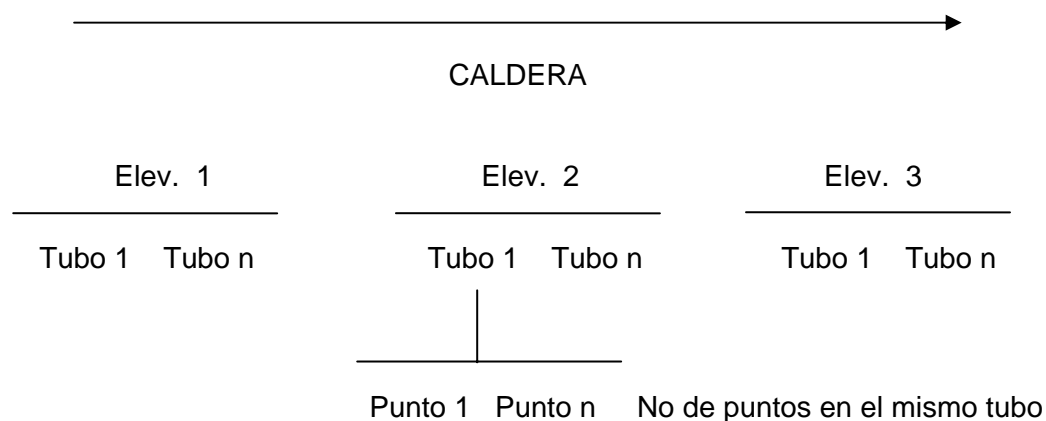 CALDERA
Elev. 1 Elev. 2 Elev. 3
Tubo 1 Tubo n Tubo 1 Tubo n Tubo 1 Tubo n
Punto 1 Punto n No de puntos en el mismo tubo